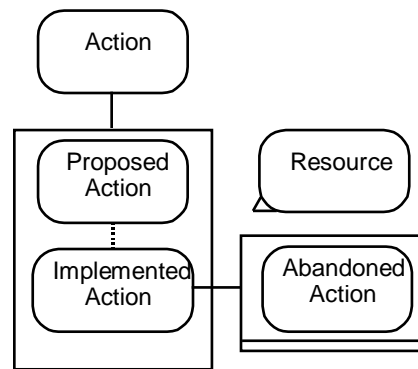 Action
Proposed
Action
Resource
Implemented
Action
Abandoned
Action